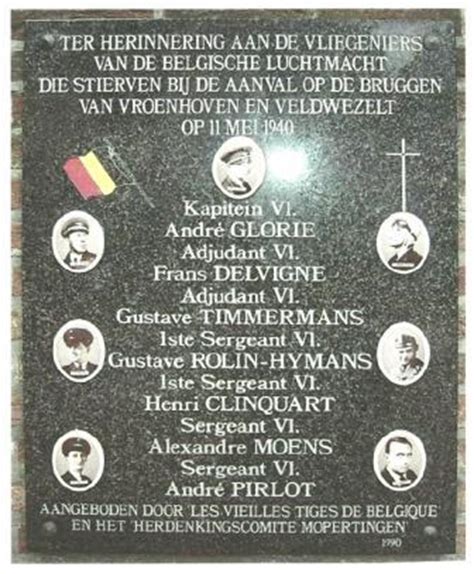 TER HERINNERING AAN DE VLIEGENIERS
VAN DE BELGISCHE LUCHTMACHT
DIE STIERVEN BIJ DE AANVAL OP DE BRUGGEN
VAN VROENHOVEN EN VELDWEZELT
OP 11 MEI 1940
Kapitein Vl.
André GLORIE
Adjudant Vl.
Frans DELVIGNE
Adjudant Vl.
Gustave TIMMERMANS
1ste Sergeant Vl.
Gustave ROLIN-HYMANS
1ste Sergeant Vl.
Henri CLINQUART
Sergeant Vl.
Alexandre MOENS
Sergeant Vl.
André PIRLOT
AANGEBODEN DOOR 'LES VIEILLES TIGES DE BELGIQUE'
EN HET 'HERDENKINGSCOMITE MOPERTINGEN'
1990